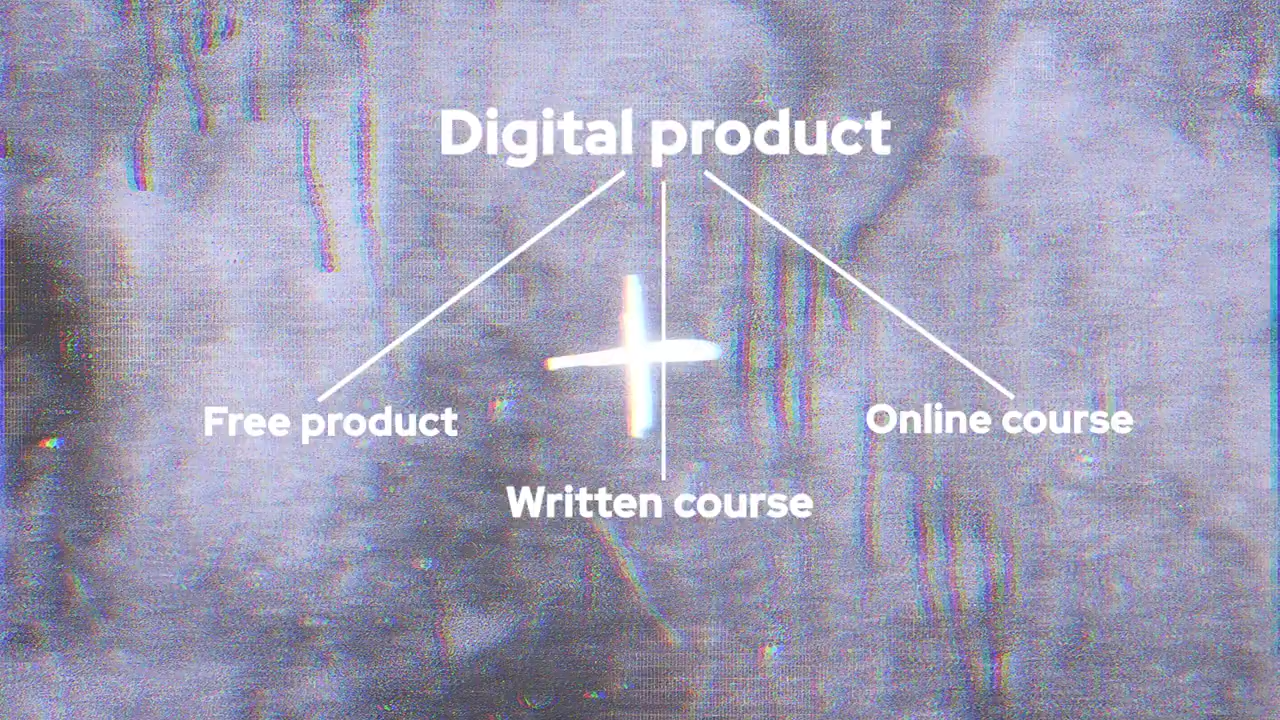 Digital product
Free product
Online course
Written course